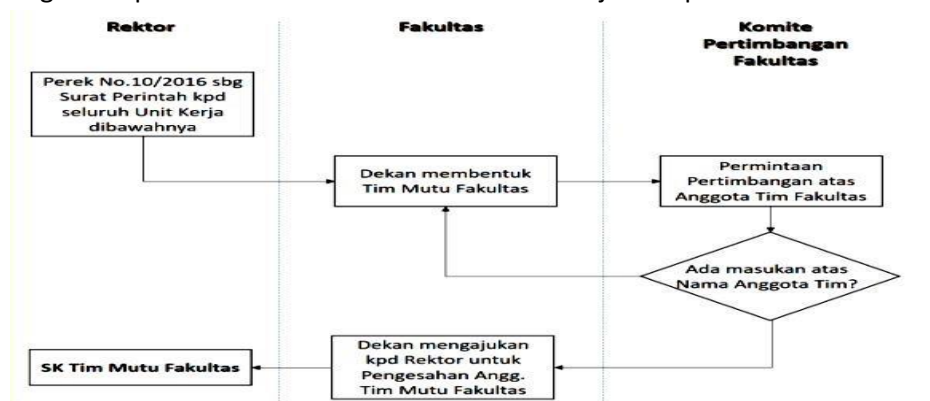 Rektor
Fakultas
Komite
Pertimbangan
Fakultas
Perek No.10/2016 sbg
Surat Perintah kpd
seluruh Unit Kerja
dibawahnya
Dekan membentuk
Tim Mutu Fakultas
Permintaan
Pertimbangan atas
Anggota Tim Fakultas
Ada masukan atas
Nama Anggota Tim?
Dekan mengajukan
kpd Rektor untuk
Pengesahan Angg.
Tim Mutu Fakultas
SK Tim Mutu Fakultas